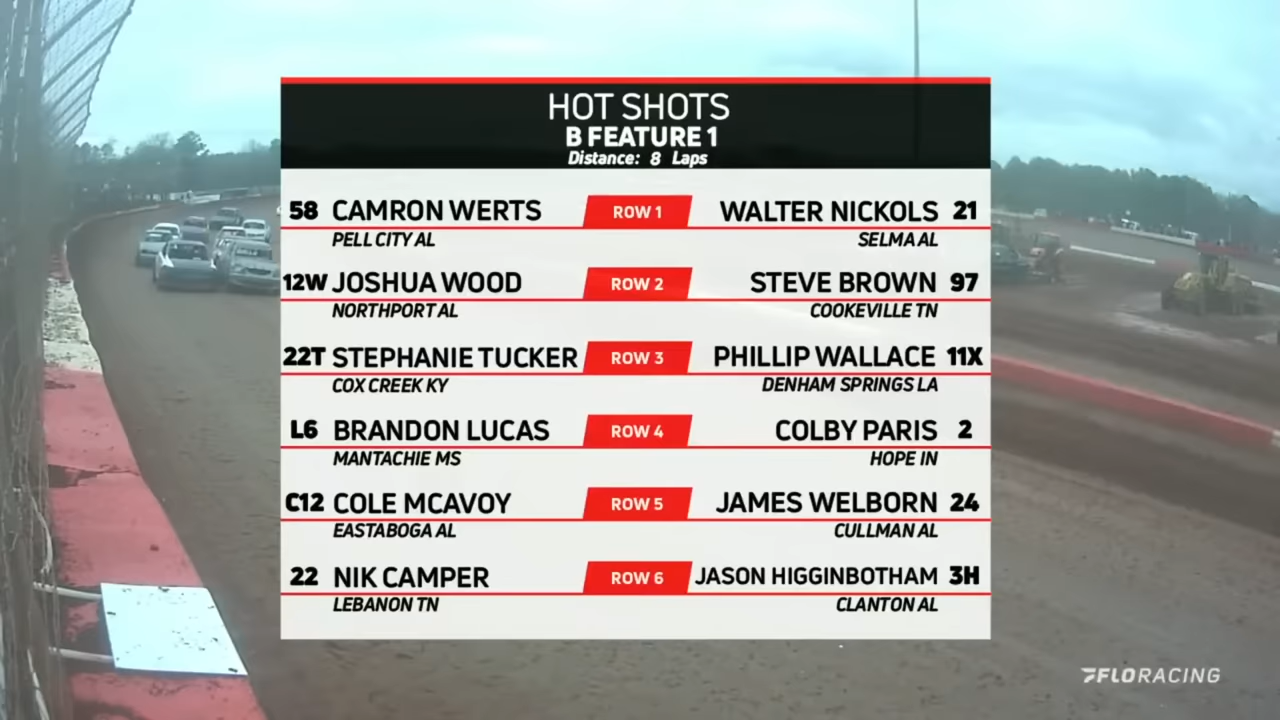 HOT SHOTS
B FEATURE 1
Distance: 8 Laps
58 CAMRON WERTS ROW 1 WALTER NICKOLS 21
PELL CITY AL SELMA AL
12W JOSHUA WOOD ROW 2 STEVE BROWN 97
NORTHPORT AL COOKEVILLE TN
22T STEPHANIE TUCKER ROW 3 PHILLIP WALLACE 11X
COX CREEK KY DENHAM SPRINGS LA
L6 BRANDON LUCAS ROW 4 COLBY PARIS 2
MANTACHIE MS HOPE IN
C12 COLE MCAVOY ROW 5 JAMES WELBORN 24
EASTABOGA AL CULLMAN AL
22 NIK CAMPER ROW 6 JASON HIGGINBOTHAM 3H
LEBANON TN CLANTON AL
FLORACING